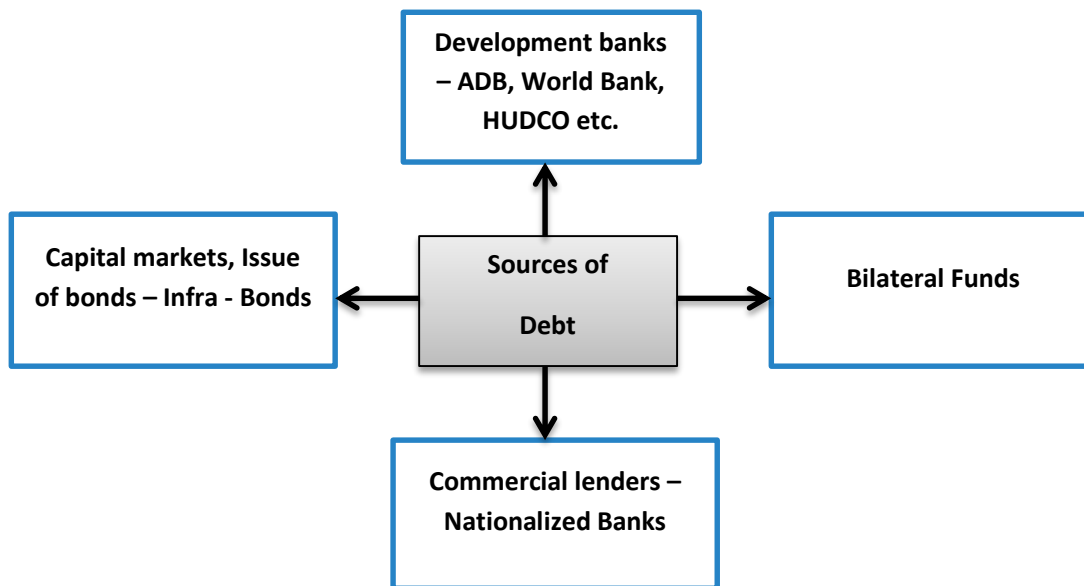 Development banks
– ADB, World Bank,
HUDCO etc.
Capital markets, Issue
of bonds – Infra - Bonds
Sources of
Debt
Bilateral Funds
Commercial lenders –
Nationalized Banks